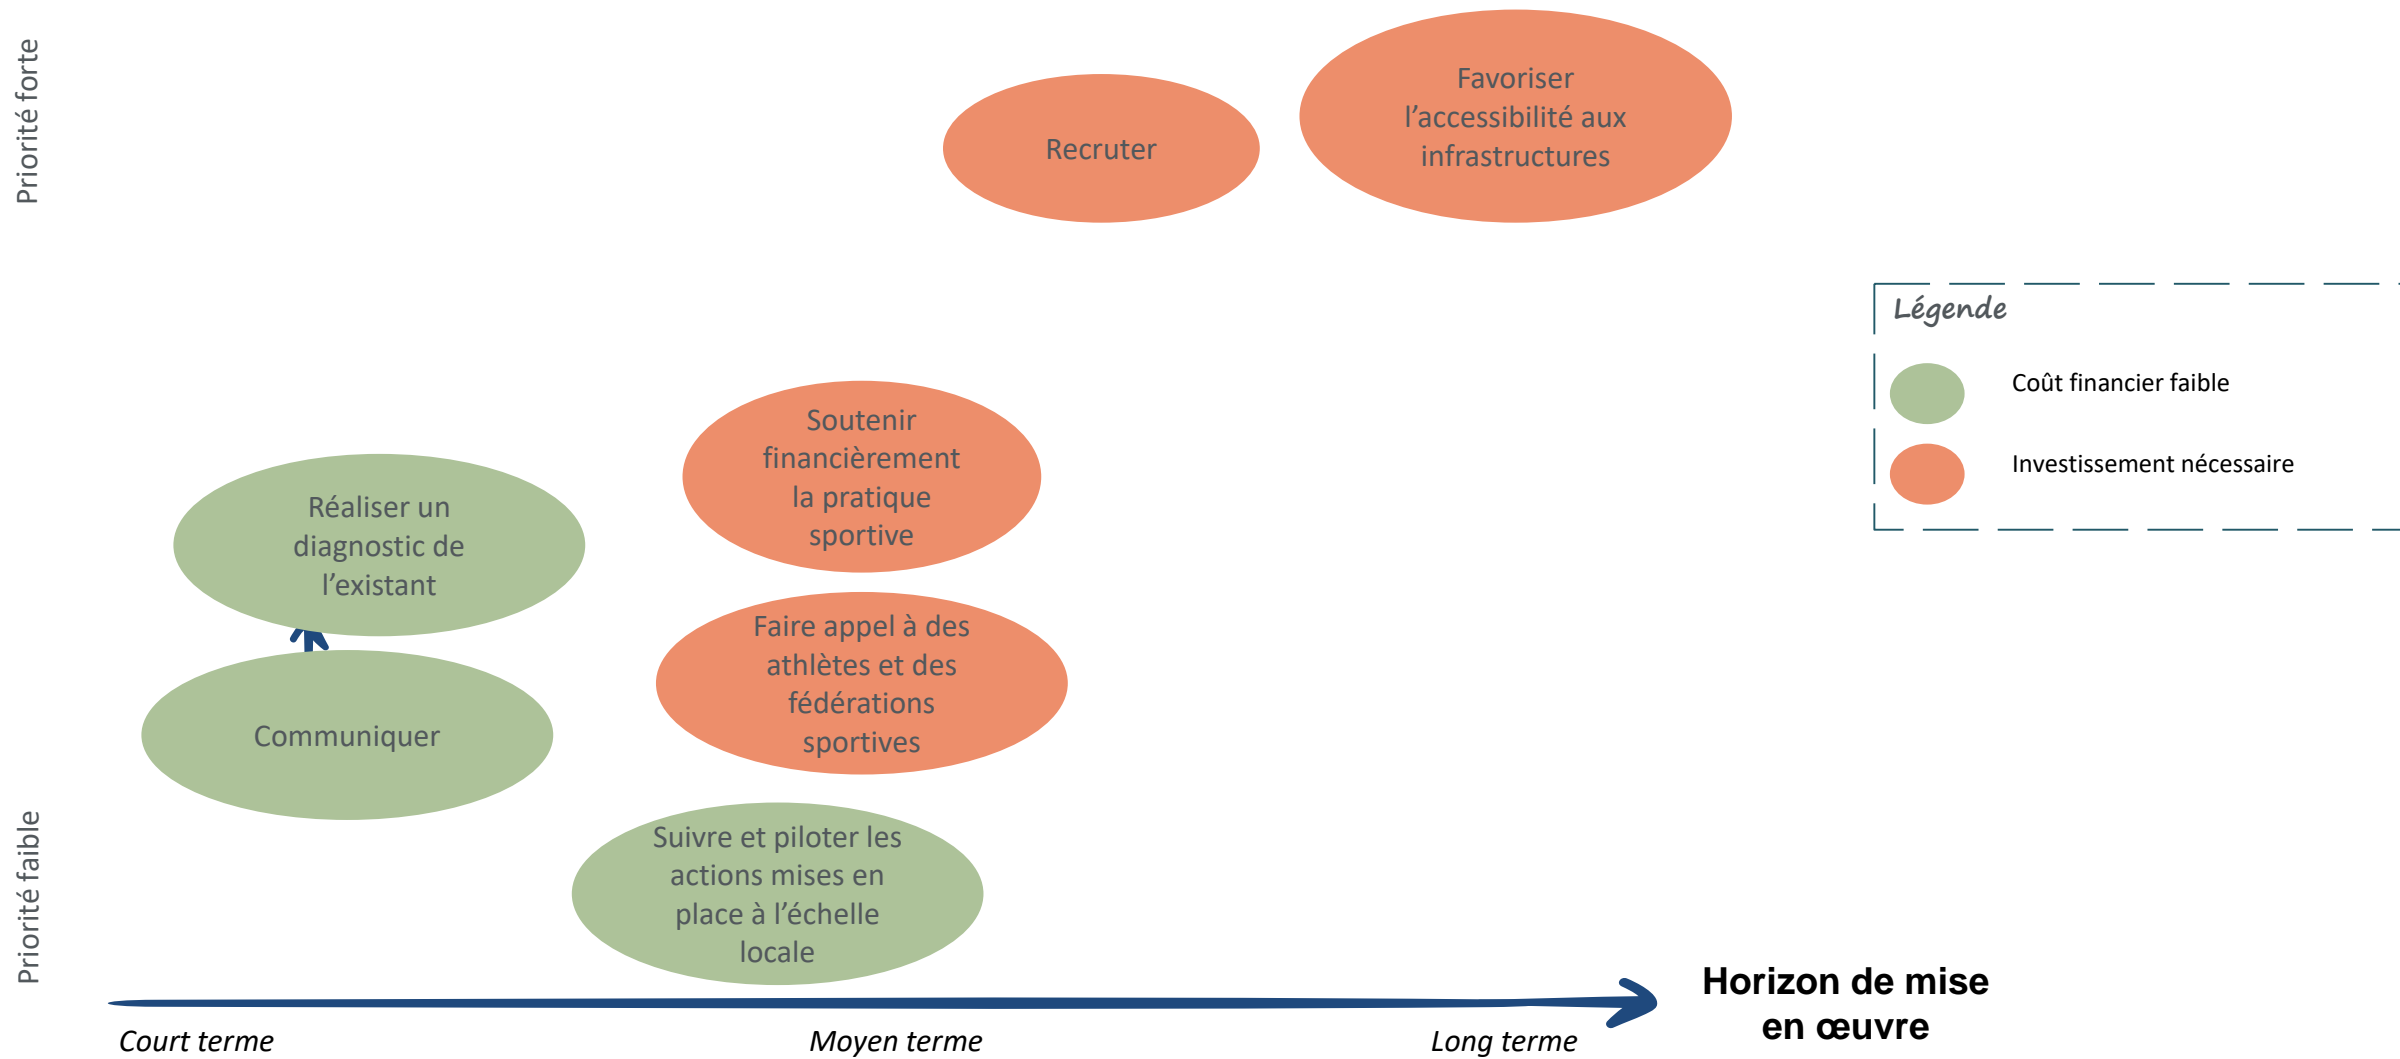 Priorité forte
Recruter
Favoriser
l’accessibilité aux
infrastructures
Légende
Coût financier faible
Investissement nécessaire
Soutenir
financièrement
la pratique
sportive
Réaliser un
diagnostic de
l’existant
Faire appel à des
athlètes et des
fédérations
sportives
Communiquer
Suivre et piloter les
actions mises en
place à l’échelle
locale
Priorité faible
Horizon de mise
en œuvre
Court terme
Moyen terme
Long terme